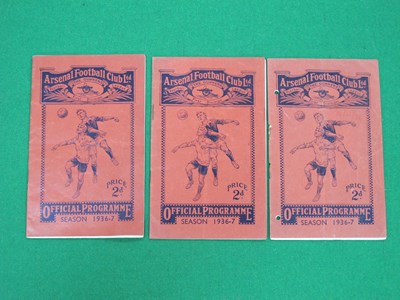 Arsenal Football Club Ltd
PRICE
2d
OFFICIAL PROGRAMME
SEASON 1936-7
Arsenal Football Club Ltd
PRICE
2d
OFFICIAL PROGRAMME
SEASON 1936-7
Arsenal Football Club Ltd
PRICE
2d
OFFICIAL PROGRAMME
SEASON 1936-7